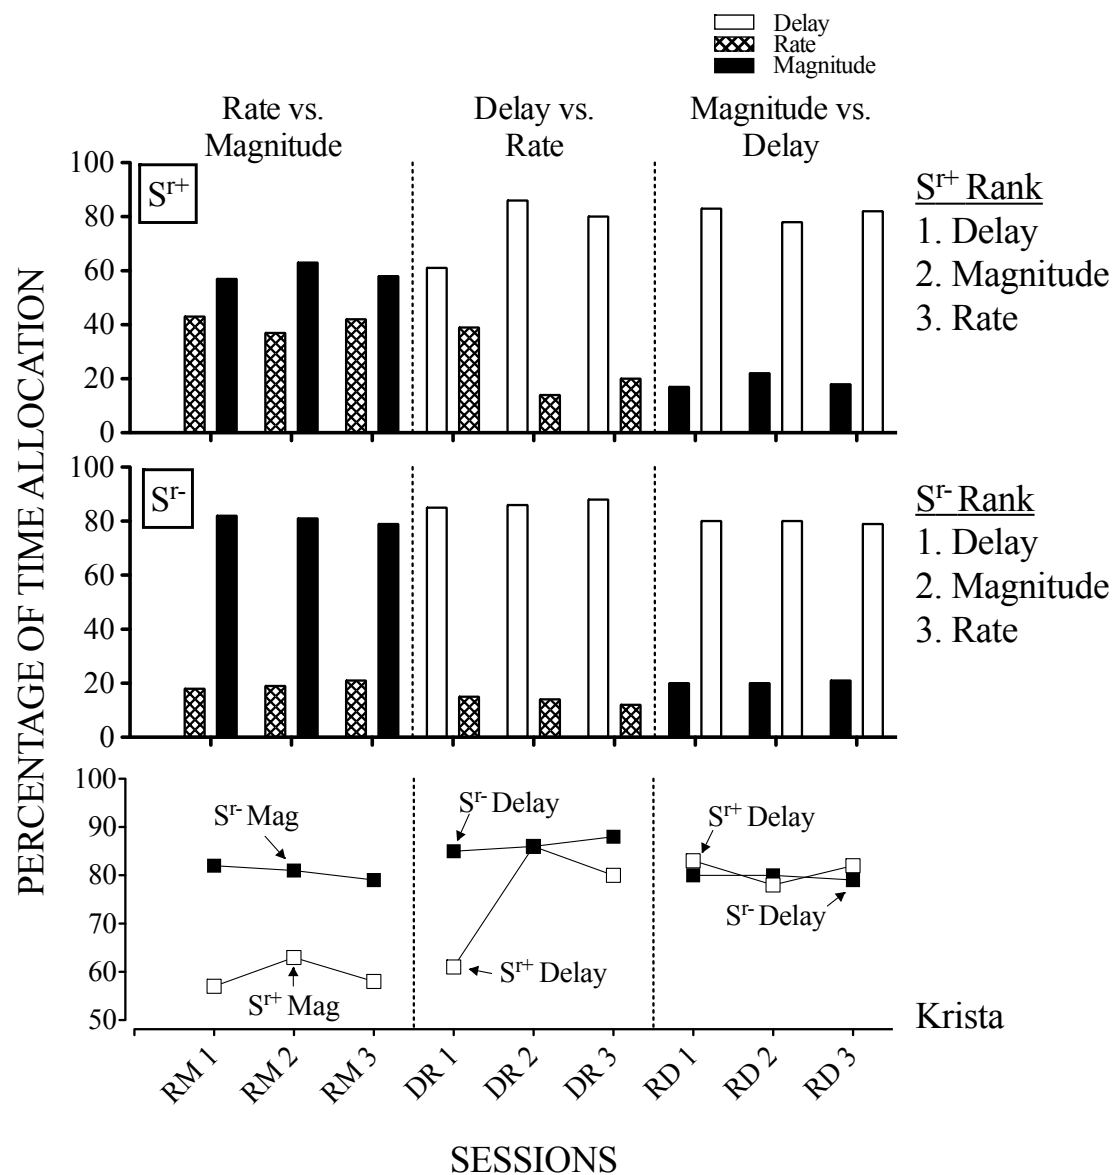 Delay
Rate
Magnitude
Rate vs. Magnitude
Delay vs. Rate
Magnitude vs. Delay
PERCENTAGE OF TIME ALLOCATION
100
80
60
40
20
0
Sr+
Sr+ Rank
1. Delay
2. Magnitude
3. Rate
100
80
60
40
20
0
Sr-
Sr- Rank
1. Delay
2. Magnitude
3. Rate
100
90
80
70
60
50
Sr- Mag
Sr+ Mag
Sr- Delay
Sr+ Delay
Sr+ Delay
Sr- Delay
Krista
RM 1
RM 2
RM 3
DR 1
DR 2
DR 3
RD 1
RD 2
RD 3
SESSIONS